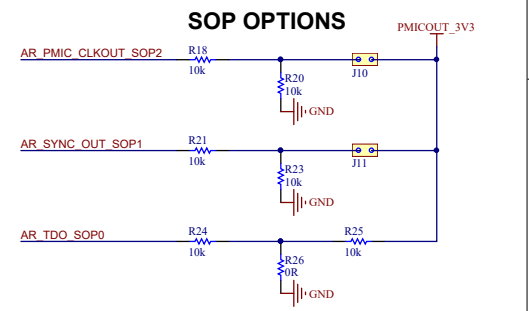 SOP OPTIONS
PMICOUT_3V3
AR_PMIC_CLKOUT_SOP2
R18
10k
R20
10k
GND
J10
AR_SYNC_OUT_SOP1
R21
10k
R23
10k
GND
J11
AR_TDO_SOP0
R24
10k
R25
10k
R26
0R
GND